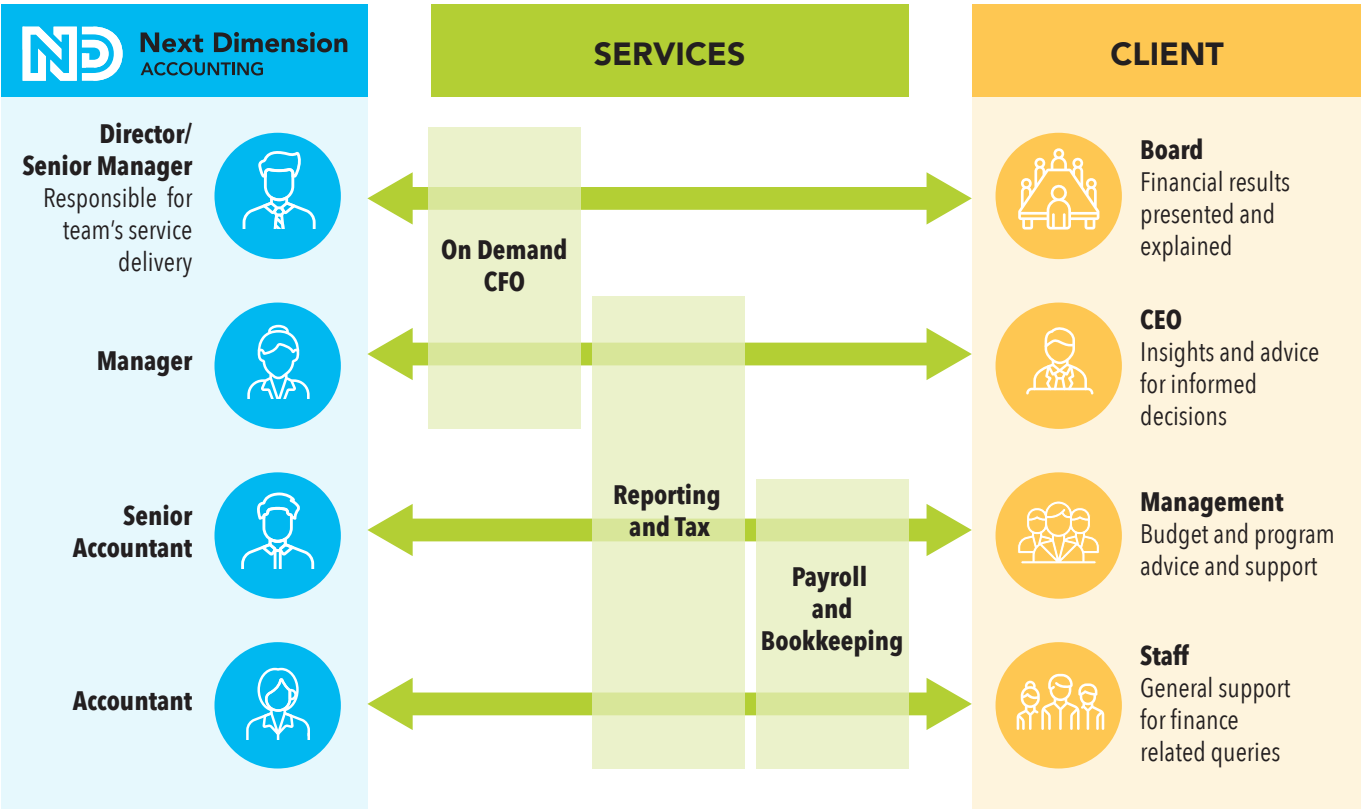 ND
Next Dimension
ACCOUNTING
SERVICES
CLIENT
Director/
Senior Manager
Responsible for
team’s service
delivery
Manager
Senior
Accountant
Accountant
On Demand
CFO
Reporting
and Tax
Payroll
and
Bookkeeping
Board
Financial results
presented and
explained
CEO
Insights and advice
for informed
decisions
Management
Budget and program
advice and support
Staff
General support
for finance
related queries